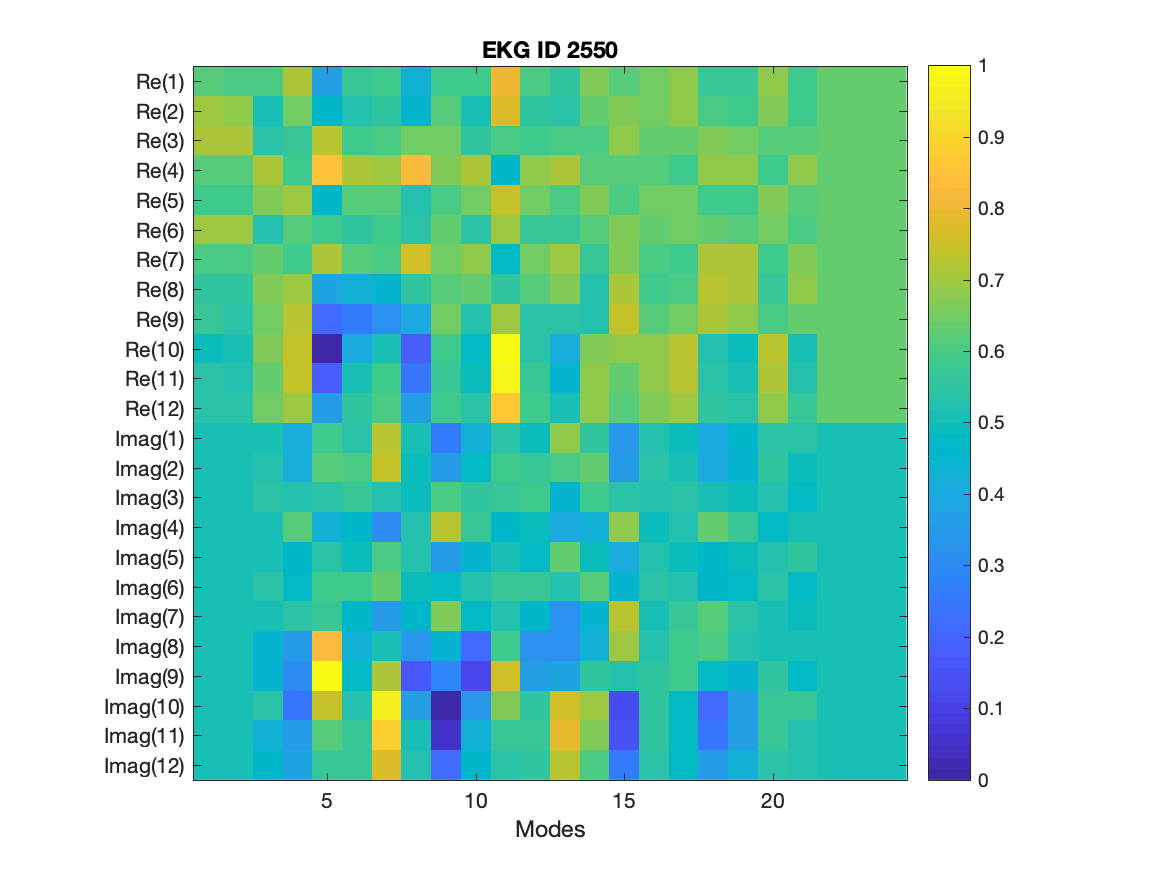 EKG ID 2550
Re(1)
Re(2)
Re(3)
Re(4)
Re(5)
Re(6)
Re(7)
Re(8)
Re(9)
Re(10)
Re(11)
Re(12)
Imag(1)
Imag(2)
Imag(3)
Imag(4)
Imag(5)
Imag(6)
Imag(7)
Imag(8)
Imag(9)
Imag(10)
Imag(11)
Imag(12)
5 10 15 20
Modes
1
0.9
0.8
0.7
0.6
0.5
0.4
0.3
0.2
0.1
0